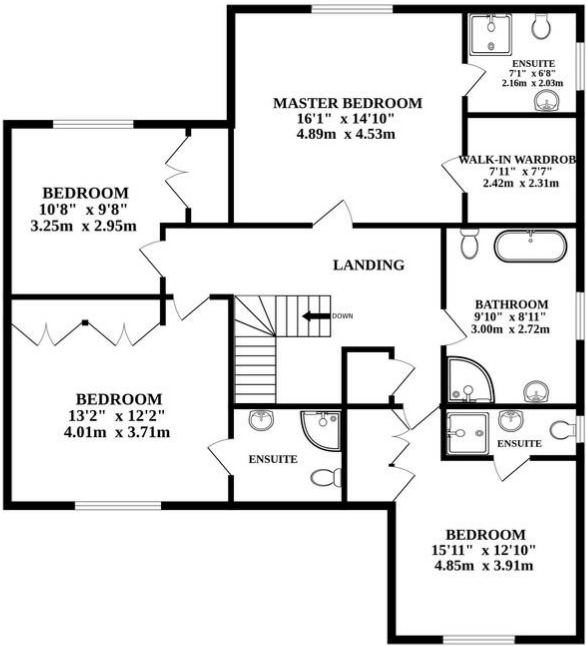 ENSUITE
7'1" x 6'8"
2.16m x 2.03m
MASTER BEDROOM
16'1" x 14'10"
4.89m x 4.53m
WALK-IN WARDROB
7'11" x 7'7"
2.42m x 2.31m
BEDROOM
10'8" x 9'8"
3.25m x 2.95m
LANDING
BATHROOM
9'10" x 8'11"
3.00m x 2.72m
DOWN
BEDROOM
13'2" x 12'2"
4.01m x 3.71m
ENSUITE
ENSUITE
BEDROOM
15'11" x 12'10"
4.85m x 3.91m